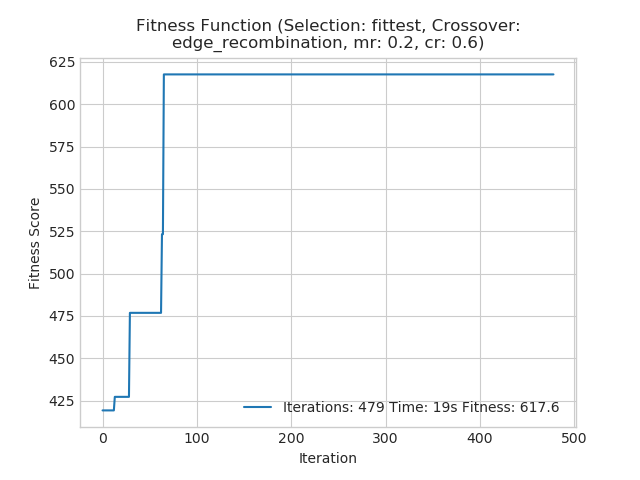 Fitness Function (Selection: fittest, Crossover:
edge_recombination, mr: 0.2, cr: 0.6)
625
600
575
550
525
500
475
450
425
Fitness Score
Iterations: 479 Time: 19s Fitness: 617.6
0 100 200 300 400 500
Iteration